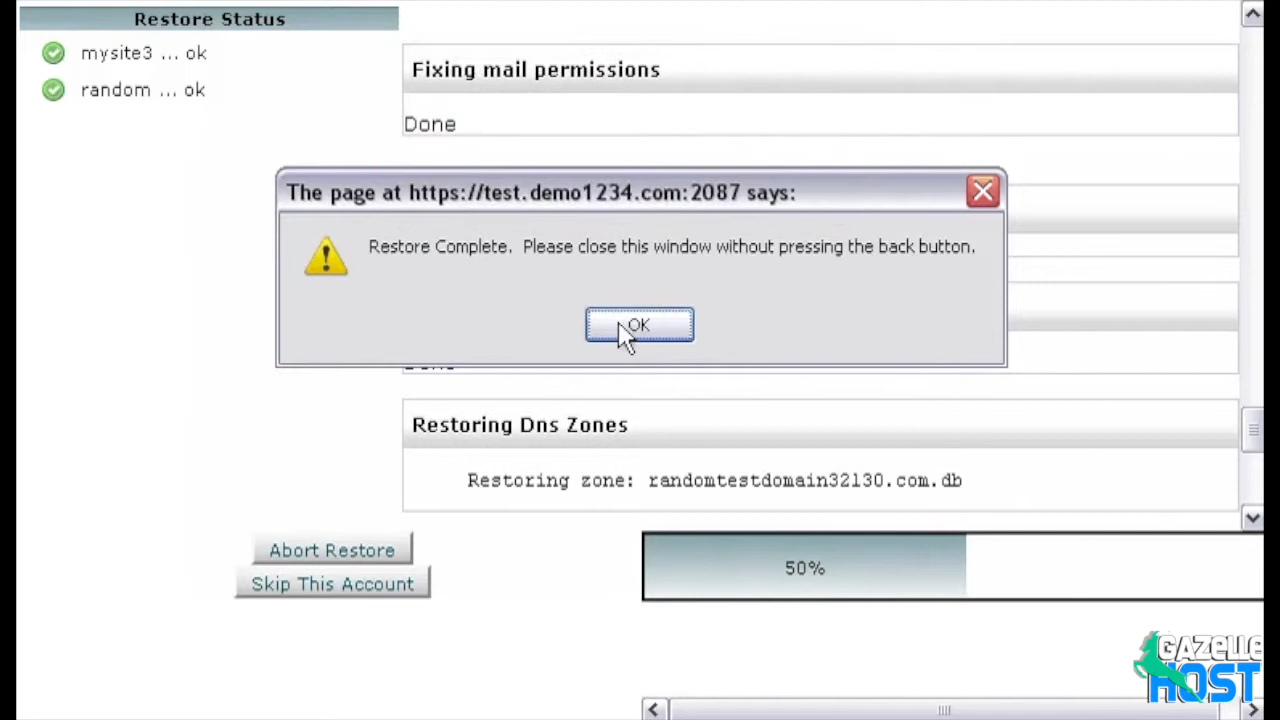 Restore Status
mysite3 ... ok
random ... ok
Fixing mail permissions
Done
The page at https://test.demo1234.com:2087 says:
Restore Complete. Please close this window without pressing the back button.
OK
Restoring Dns Zones
Restoring zone: randomtestdomain32130.com.db
Abort Restore
Skip This Account
50%
GAZELLE
HOST